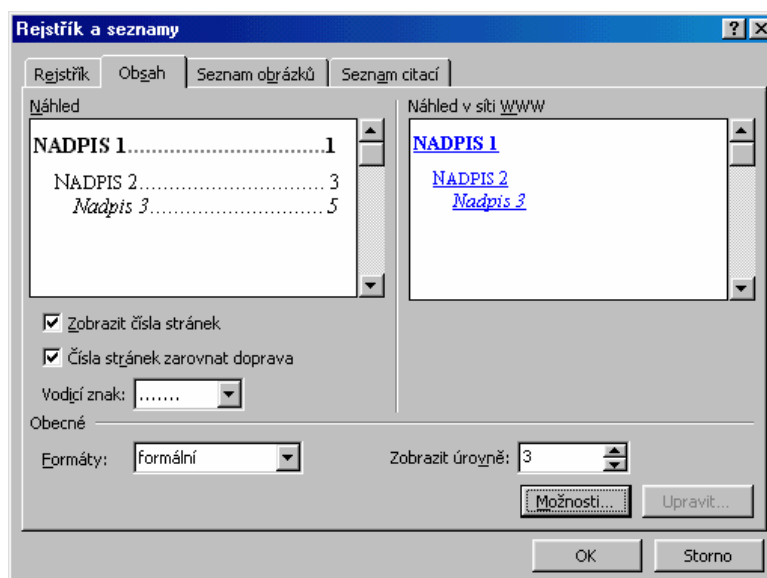 Rejstřík a seznamy
Rejstřík Obsah Seznam obrázků Seznam citací
Náhled
NADPIS 1................................1
NADPIS 2............................ 3
Nadpis 3............................. 5
Náhled v síti WWW
NADPIS 1
NADPIS 2
Nadpis 3
Zobrazit čísla stránek
Čísla stránek zarovnat doprava
Vodicí znak: .......
Obecné
Formáty: formální Zobrazit úrovně: 3
Možnosti... Upravit...
OK Storno